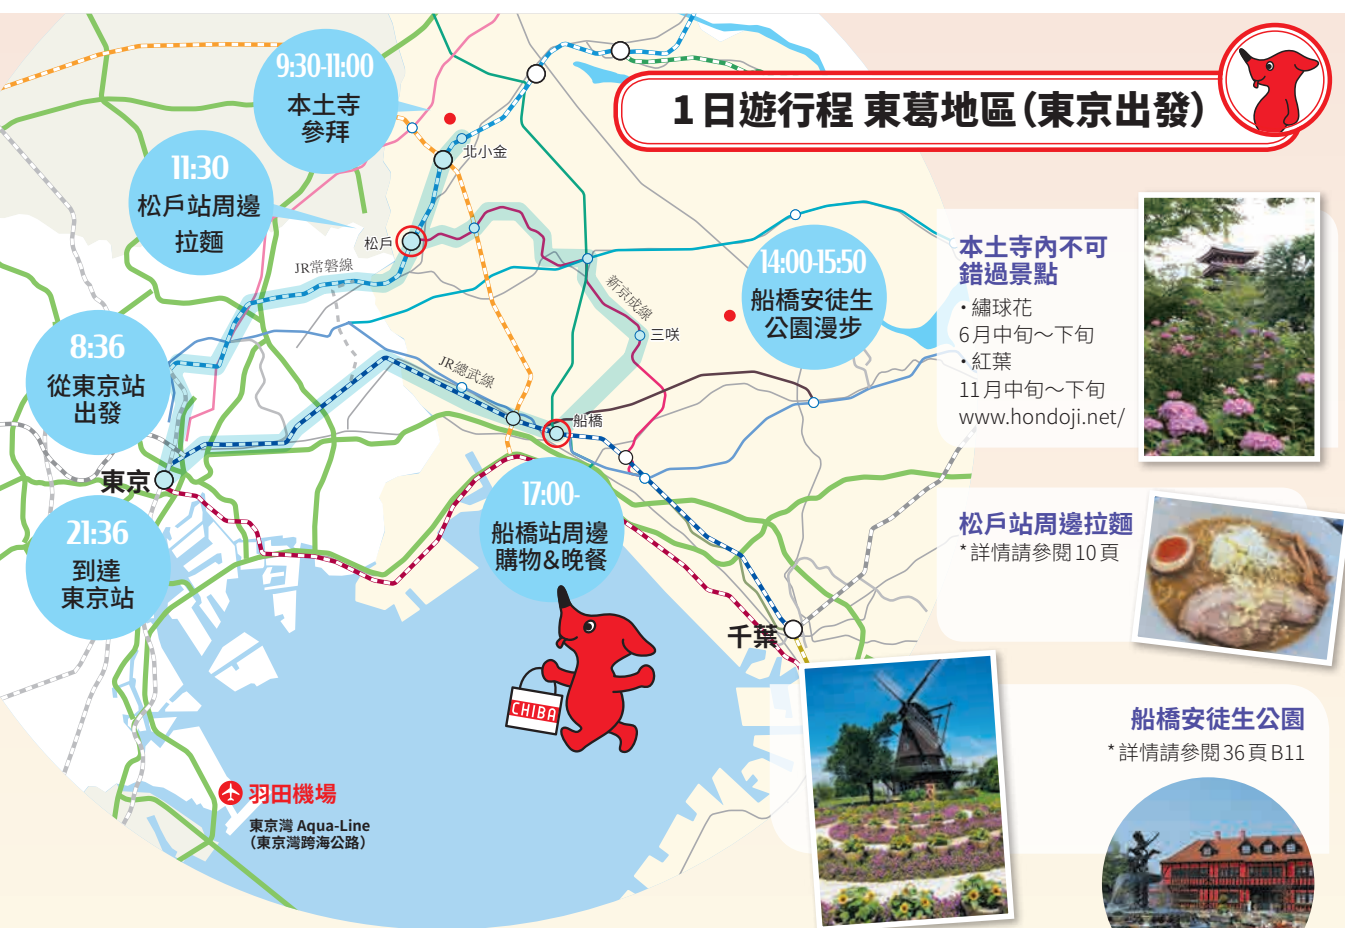 1日遊行程 東葛地區（東京出發）
9:30-11:00
本土寺
參拜
11:30
松戶站周邊
拉麵
8:36
從東京站
出發
東京
21:36
到達
東京站
北小金
松戶
JR常磐線
新京成線
三咲
JR總武線
船橋
14:00-15:50
船橋安徒生
公園漫步
17:00-
船橋站周邊
購物&晚餐
CHIBA
千葉
羽田機場
東京灣 Aqua-Line
（東京灣跨海公路）
本土寺內不可
錯過景點
・繡球花
6月中旬～下旬
・紅葉
11月中旬～下旬
www.hondoji.net/
松戶站周邊拉麵
*詳情請參閱10頁
船橋安徒生公園
*詳情請參閱36頁B11